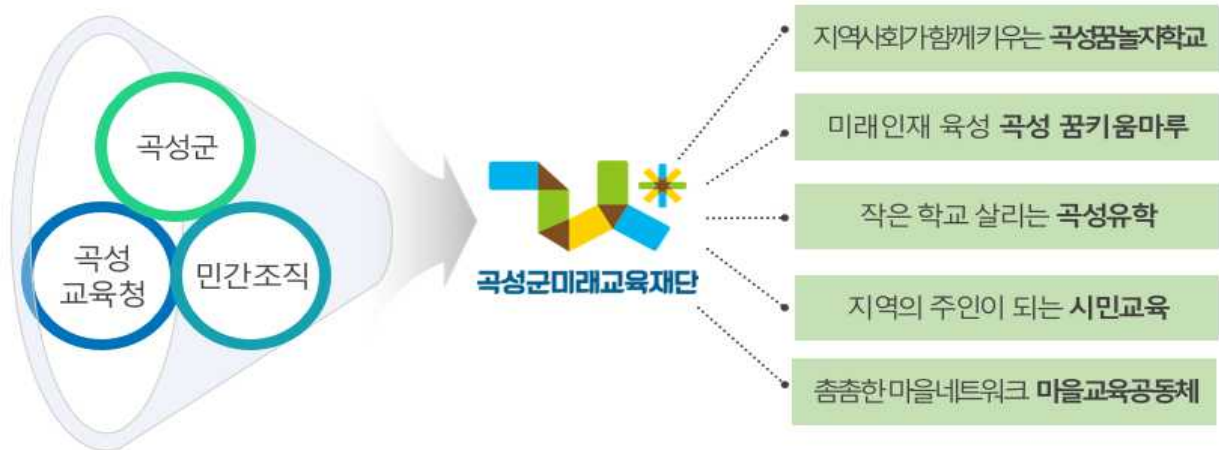 곡성군
곡성
교육청
민간조직
곡성군미래교육재단
지역사회가 함께 키우는 곡성꿈놀자학교
미래인재 육성 곡성 꿈키움마루
작은 학교 살리는 곡성유학
지역의 주인이 되는 시민교육
촘촘한 마을네트워크 마을교육공동체